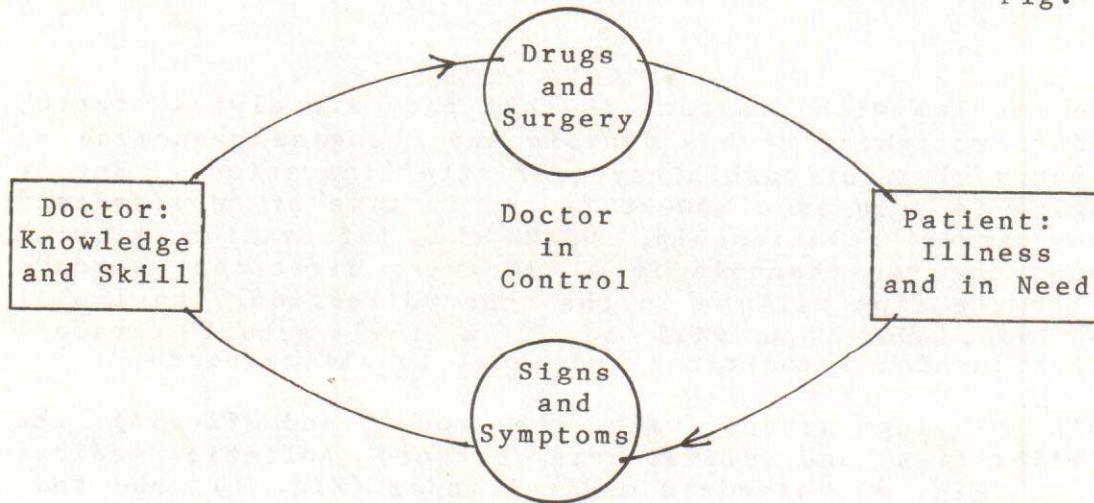 Fig.
Drugs
and
Surgery
Doctor:
Knowledge
and Skill
Doctor
in
Control
Patient:
Illness
and in Need
Signs
and
Symptoms